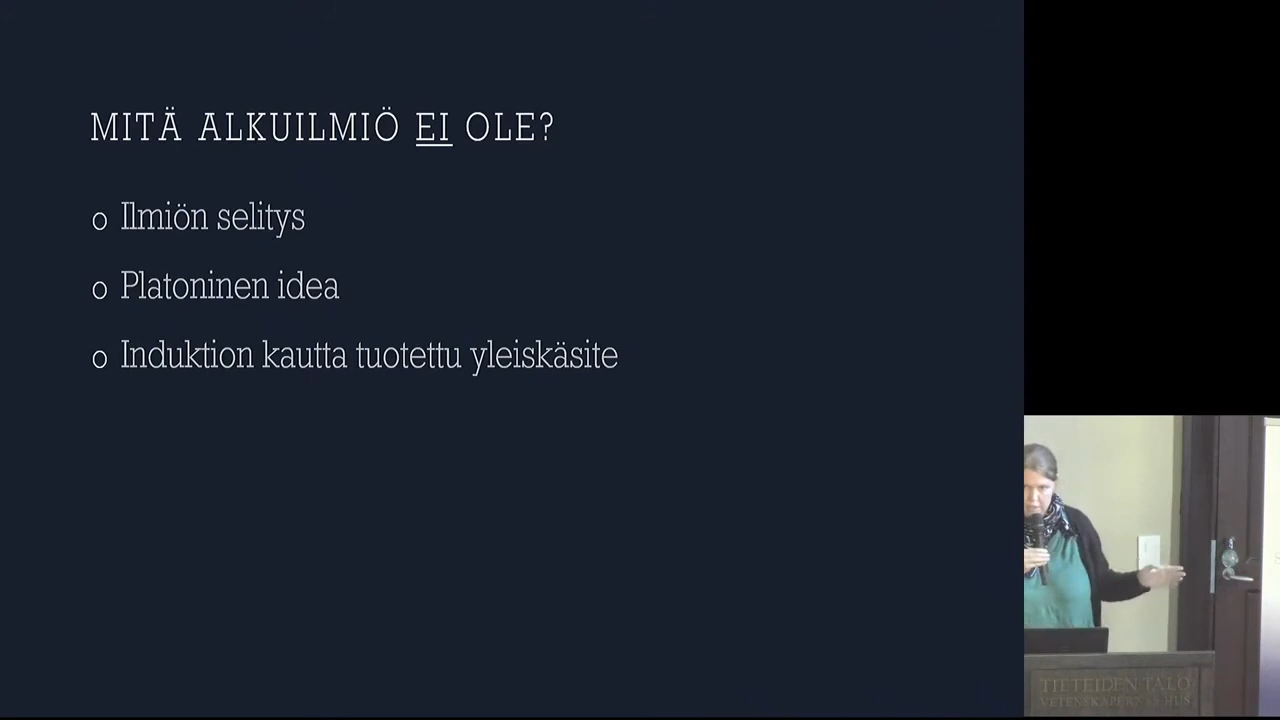 MITÄ ALKUILMIÖ EI OLE?
o Ilmiön selitys
o Platoninen idea
o Induktion kautta tuotettu yleiskäsite
TIETEIDEN TALO
VETENSKAPERNAS HUS